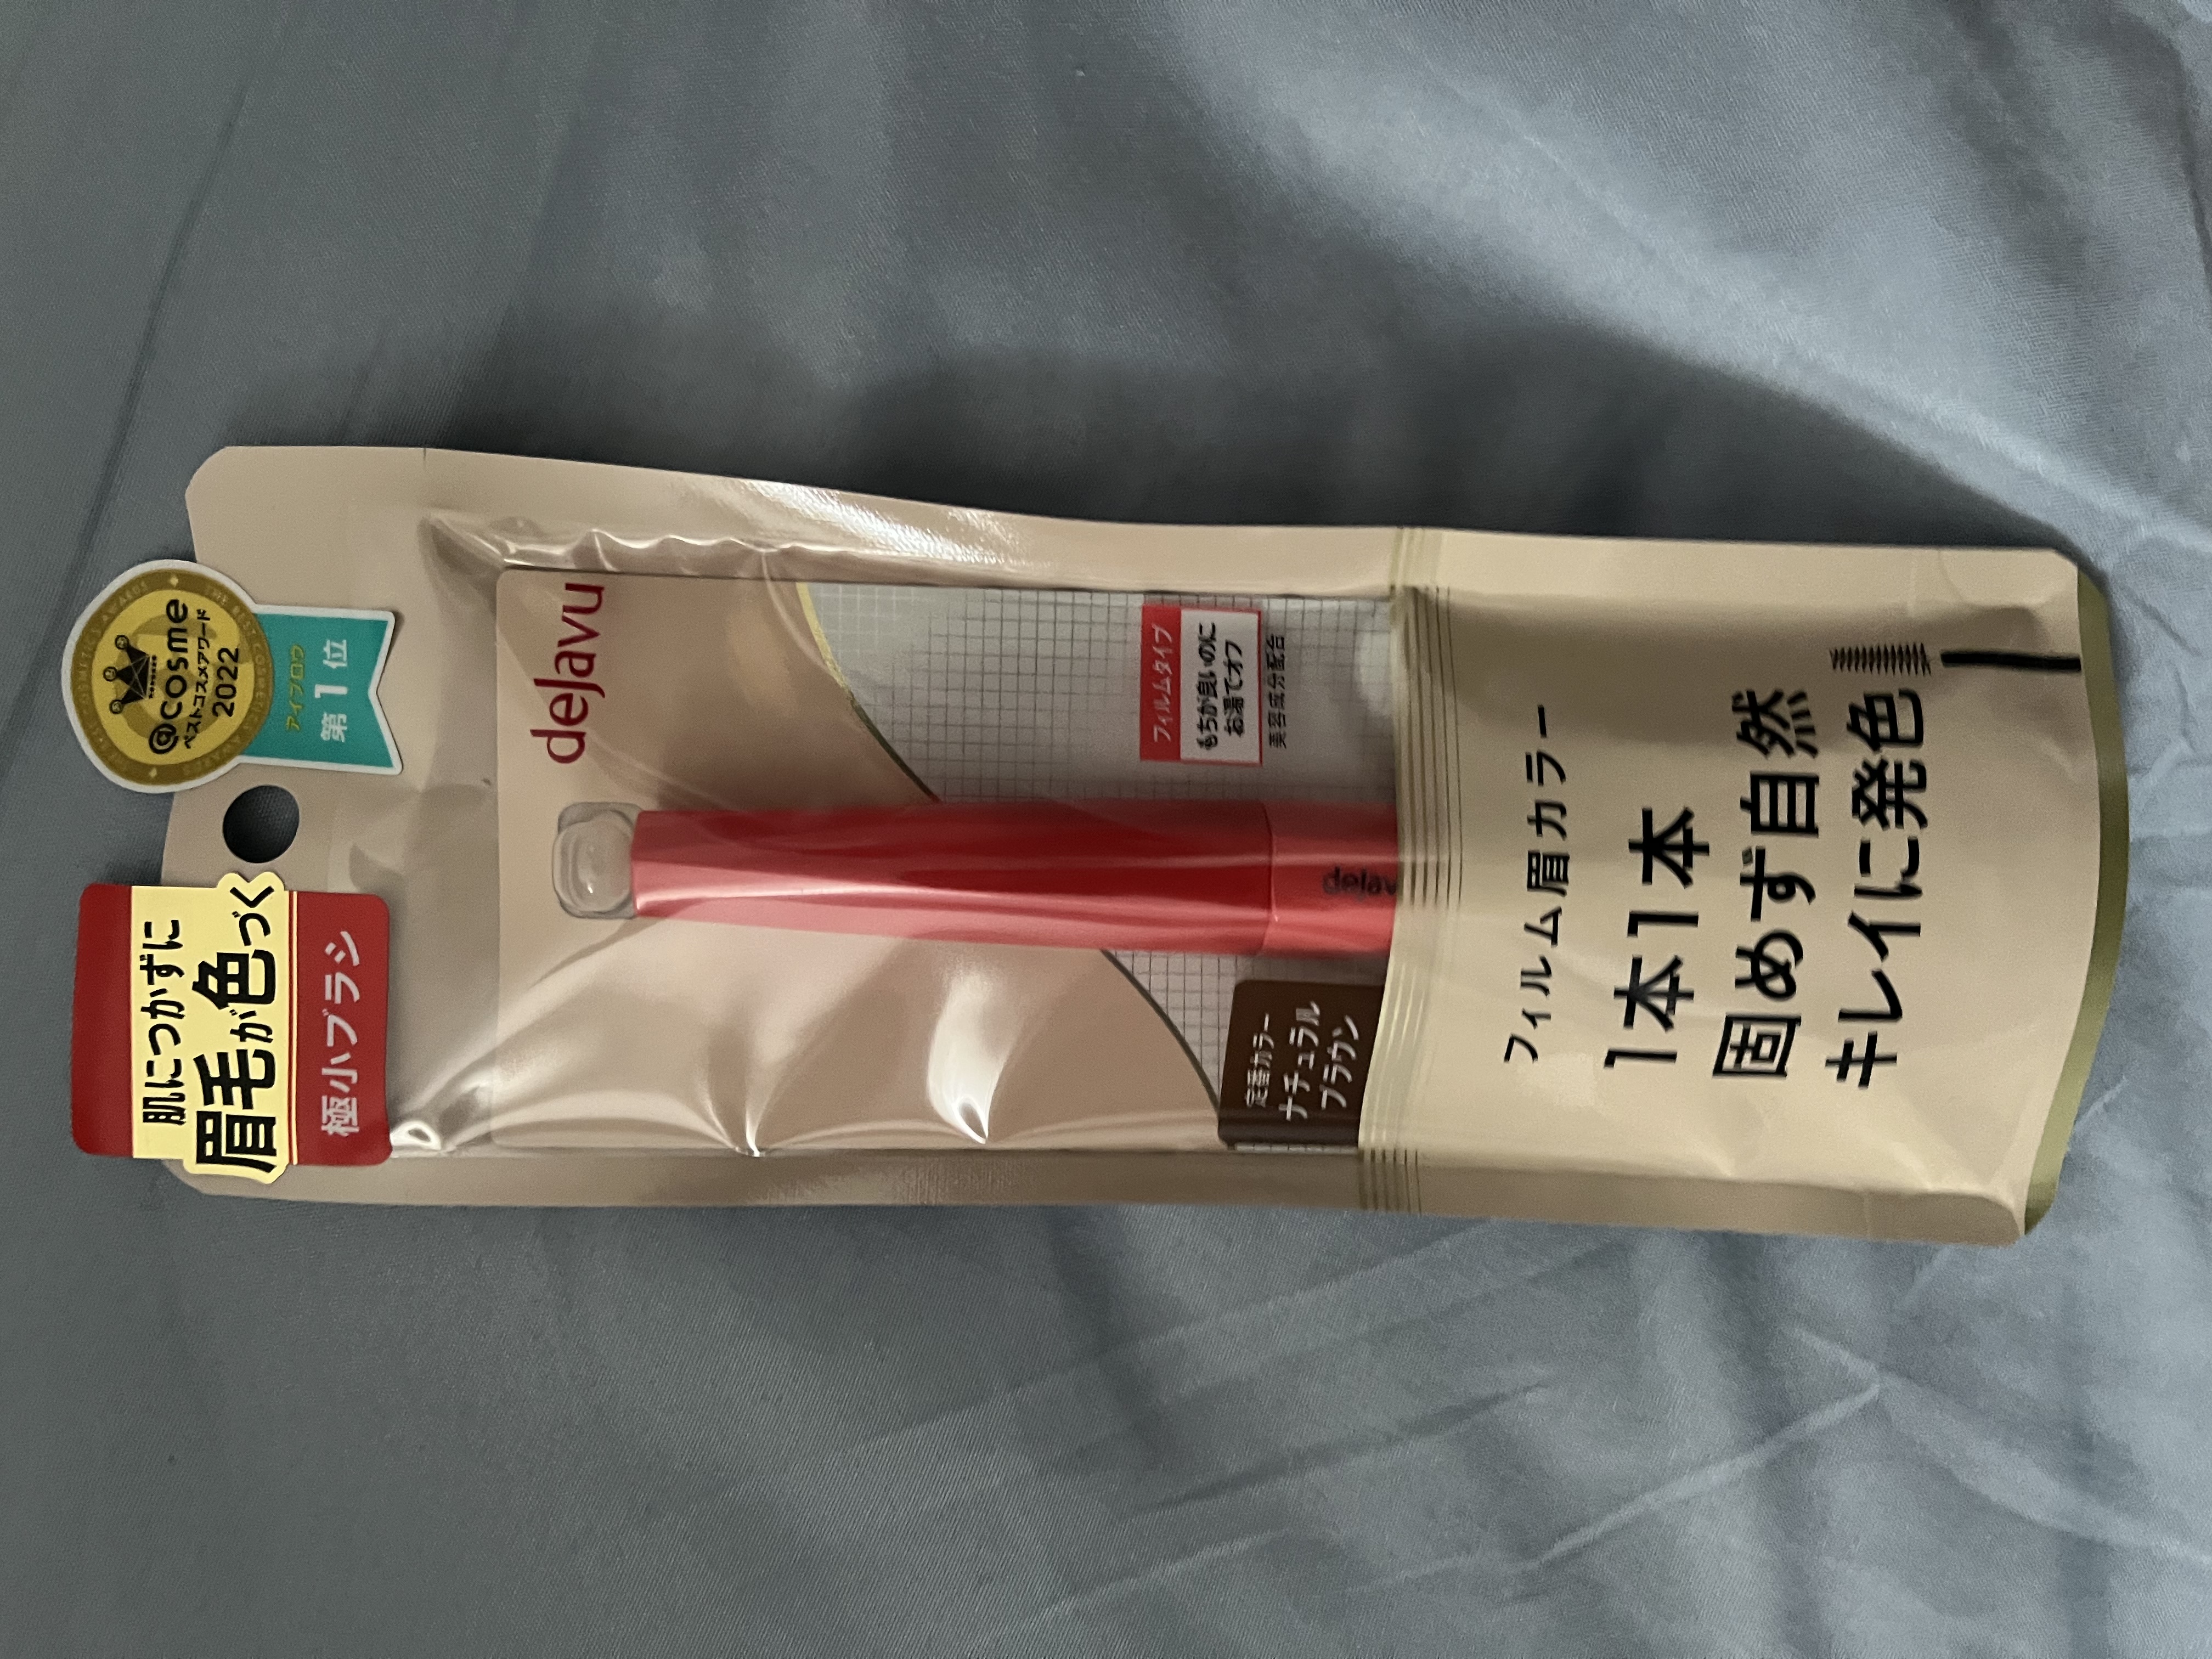 肌につかずに
眉毛が色づく
極小ブラシ
THE BEST COSMETICS AWARDS
@cosme
ベストコスメアワード
2022
アイブロウ
第1位
dejavu
フィルムタイプ
もちが良いのに
お湯でオフ
美容成分配合
dejav
定番カラー
ナチュラル
ブラウン
フィルム眉カラー
1本1本
固めず自然
キレイに発色